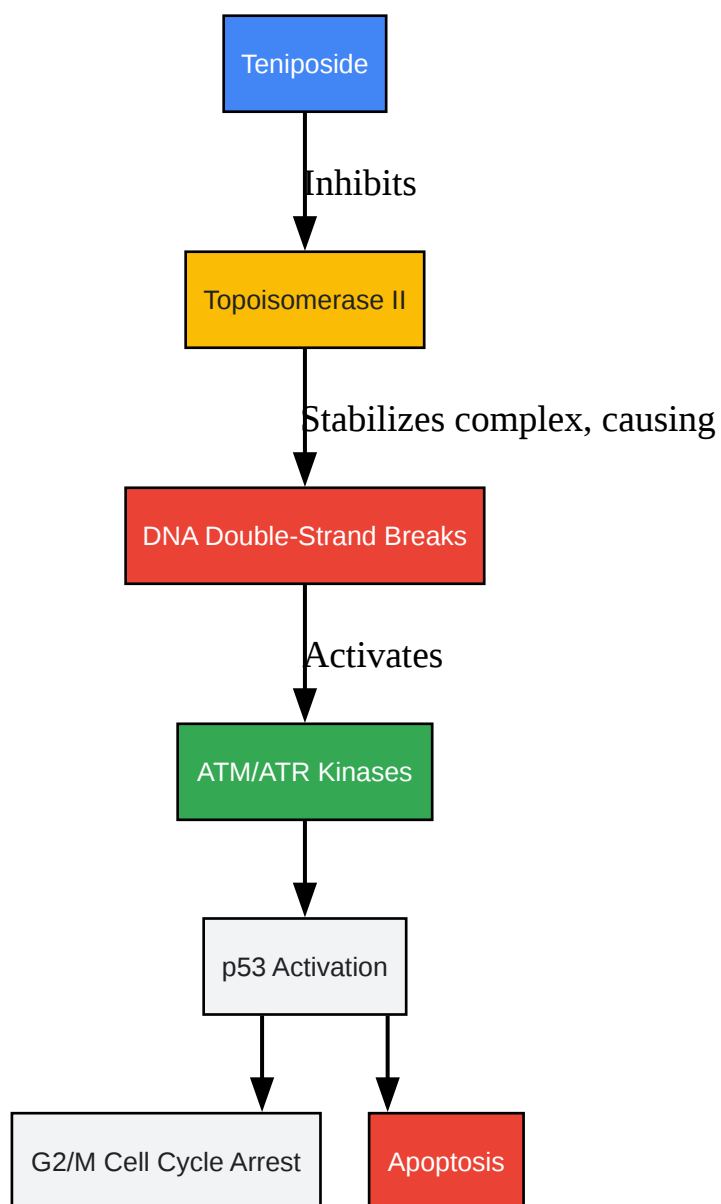 Teniposide
Inhibits
Topoisomerase II
Stabilizes complex, causing
DNA Double-Strand Breaks
Activates
ATM/ATR Kinases
p53 Activation
G2/M Cell Cycle Arrest
Apoptosis